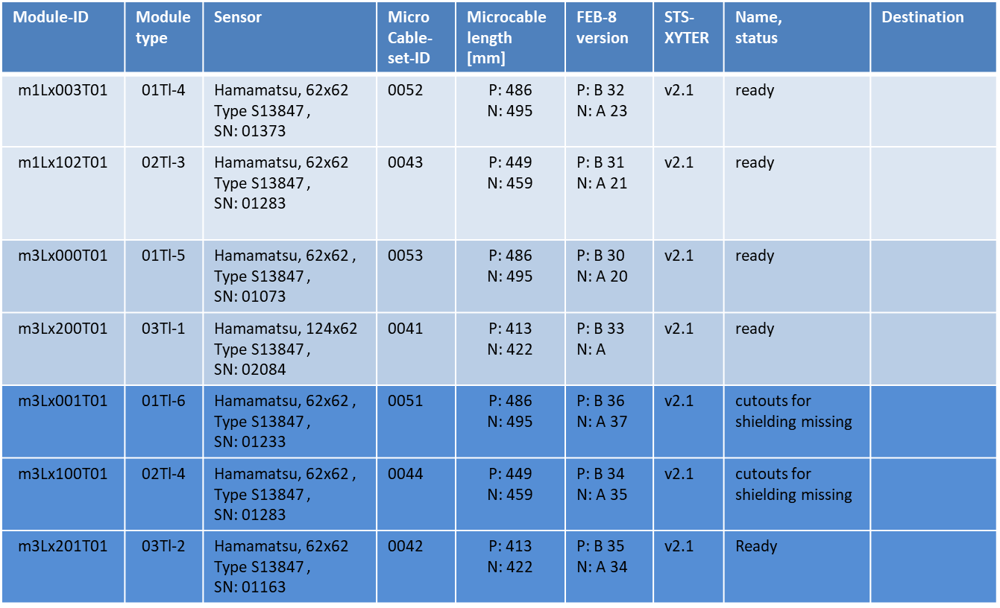 Module-ID
Module
type
Sensor
Micro
Cable-
set-ID
Microcable
length
[mm]
FEB-8
version
STS-
XYTER
Name,
status
Destination
m1Lx003T01
01Tl-4
Hamamatsu, 62x62
Type S13847 ,
SN: 01373
0052
P: 486
N: 495
P: B 32
N: A 23
v2.1
ready
m1Lx102T01
02Tl-3
Hamamatsu, 62x62
Type S13847 ,
SN: 01283
0043
P: 449
N: 459
P: B 31
N: A 21
v2.1
ready
m3Lx000T01
01Tl-5
Hamamatsu, 62x62 ,
Type S13847 ,
SN: 01073
0053
P: 486
N: 495
P: B 30
N: A 20
v2.1
ready
m3Lx200T01
03Tl-1
Hamamatsu, 124x62
Type S13847 ,
SN: 02084
0041
P: 413
N: 422
P: B 33
N: A
v2.1
ready
m3Lx001T01
01Tl-6
Hamamatsu, 62x62 ,
Type S13847 ,
SN: 01233
0051
P: 486
N: 495
P: B 36
N: A 37
v2.1
cutouts for
shielding missing
m3Lx100T01
02Tl-4
Hamamatsu, 62x62 ,
Type S13847 ,
SN: 01283
0044
P: 449
N: 459
P: B 34
N: A 35
v2.1
cutouts for
shielding missing
m3Lx201T01
03Tl-2
Hamamatsu, 62x62
Type S13847 ,
SN: 01163
0042
P: 413
N: 422
P: B 35
N: A 34
v2.1
Ready